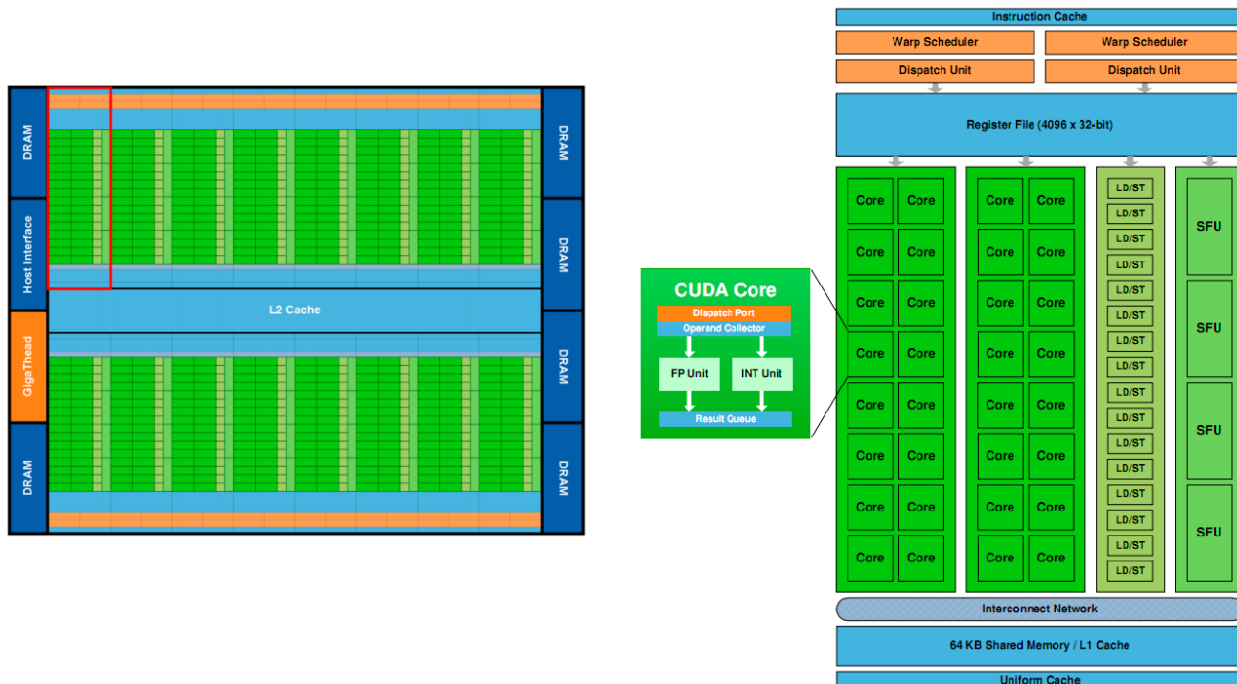 DRAM
Host Interface
GigaThead
DRAM
L2 Cache
DRAM
DRAM
DRAM
DRAM
CUDA Core
Dispatch Port
Operand Collector
FP Unit
INT Unit
Result Queue
Instruction Cache
Warp Scheduler
Warp Scheduler
Dispatch Unit
Dispatch Unit
Register File (4096 x 32-bit)
Core Core Core Core LD/ST
LD/ST
Core Core Core Core LD/ST
LD/ST
SFU
Core Core Core Core LD/ST
LD/ST
Core Core Core Core LD/ST
LD/ST
SFU
Core Core Core Core LD/ST
LD/ST
Core Core Core Core LD/ST
LD/ST
SFU
Core Core Core Core LD/ST
LD/ST
Core Core Core Core LD/ST
LD/ST
SFU
Interconnect Network
64 KB Shared Memory / L1 Cache
Uniform Cache